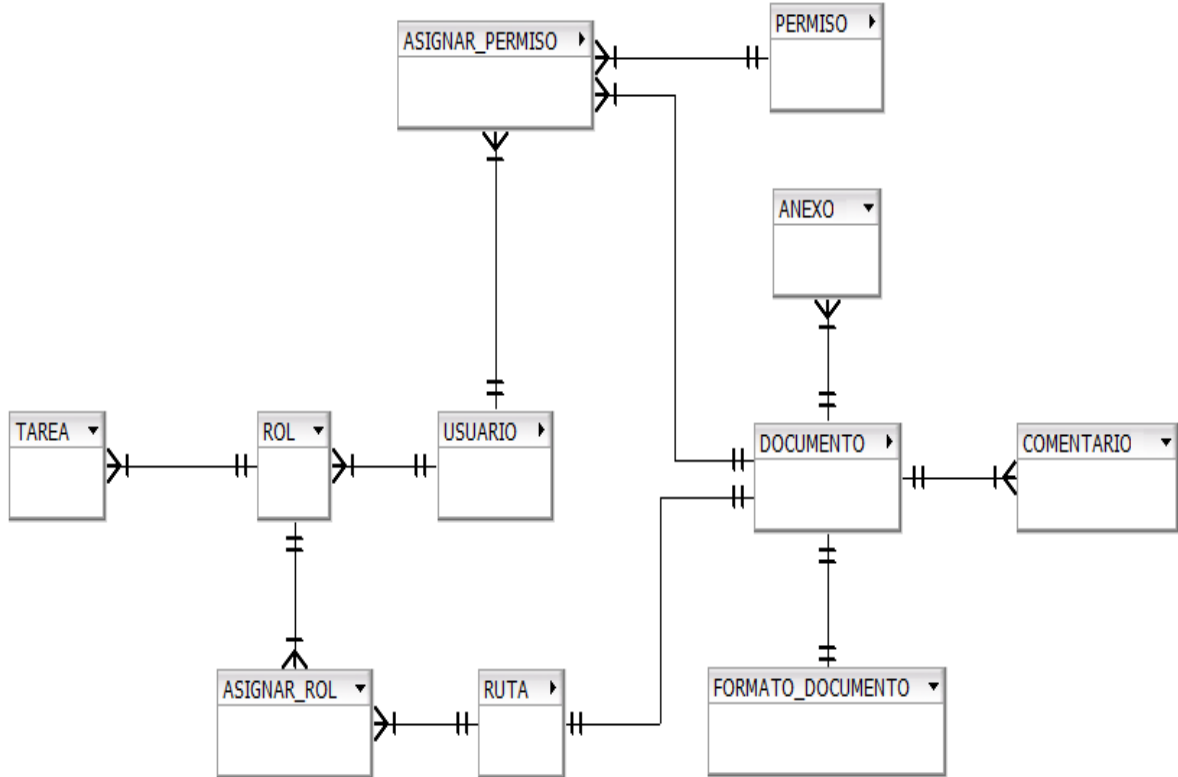 PERMISO
ASIGNAR_PERMISO
ANEXO
TAREA
ROL
USUARIO
DOCUMENTO
COMENTARIO
ASIGNAR_ROL
RUTA
FORMATO_DOCUMENTO